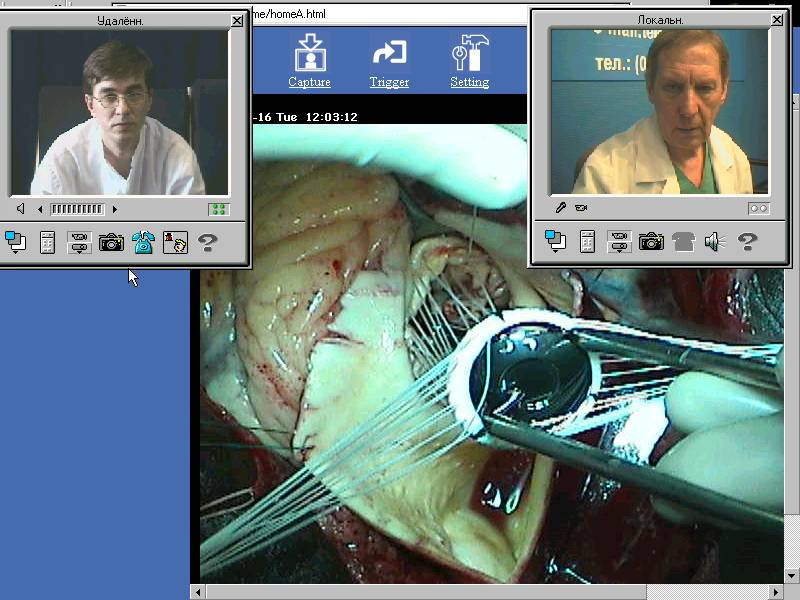 Удалённ.
me/homeA.html
Локальн.
Capture
Trigger
Setting
-16 Tue 12:03:12
тел.: (0